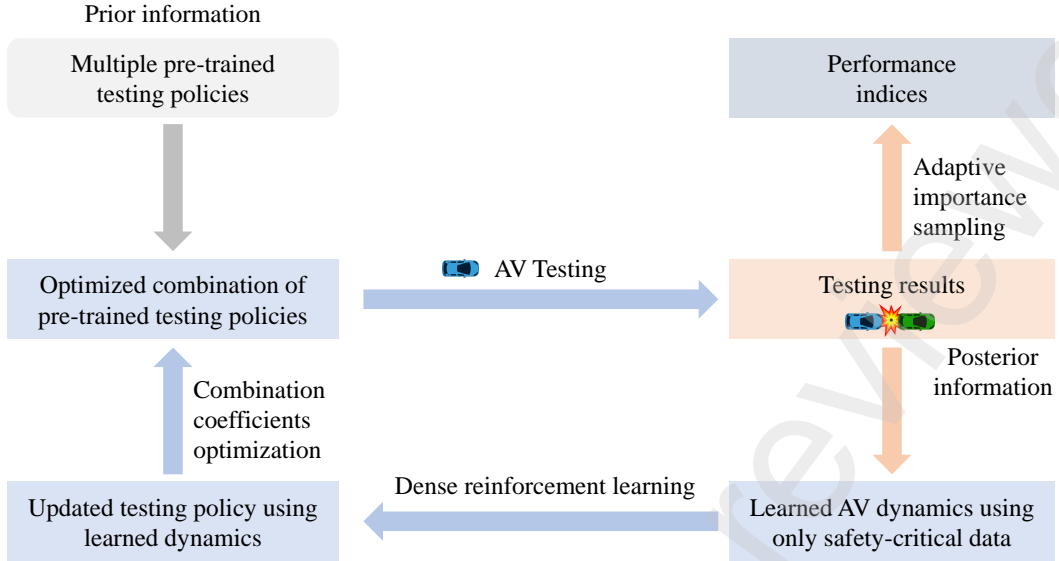 Prior information
Multiple pre-trained
testing policies
Performance
indices
Adaptive
importance
sampling
Optimized combination of
pre-trained testing policies
AV Testing
Testing results
Posterior
information
Combination
coefficients
optimization
Updated testing policy using
learned dynamics
Dense reinforcement learning
Learned AV dynamics using
only safety-critical data
review